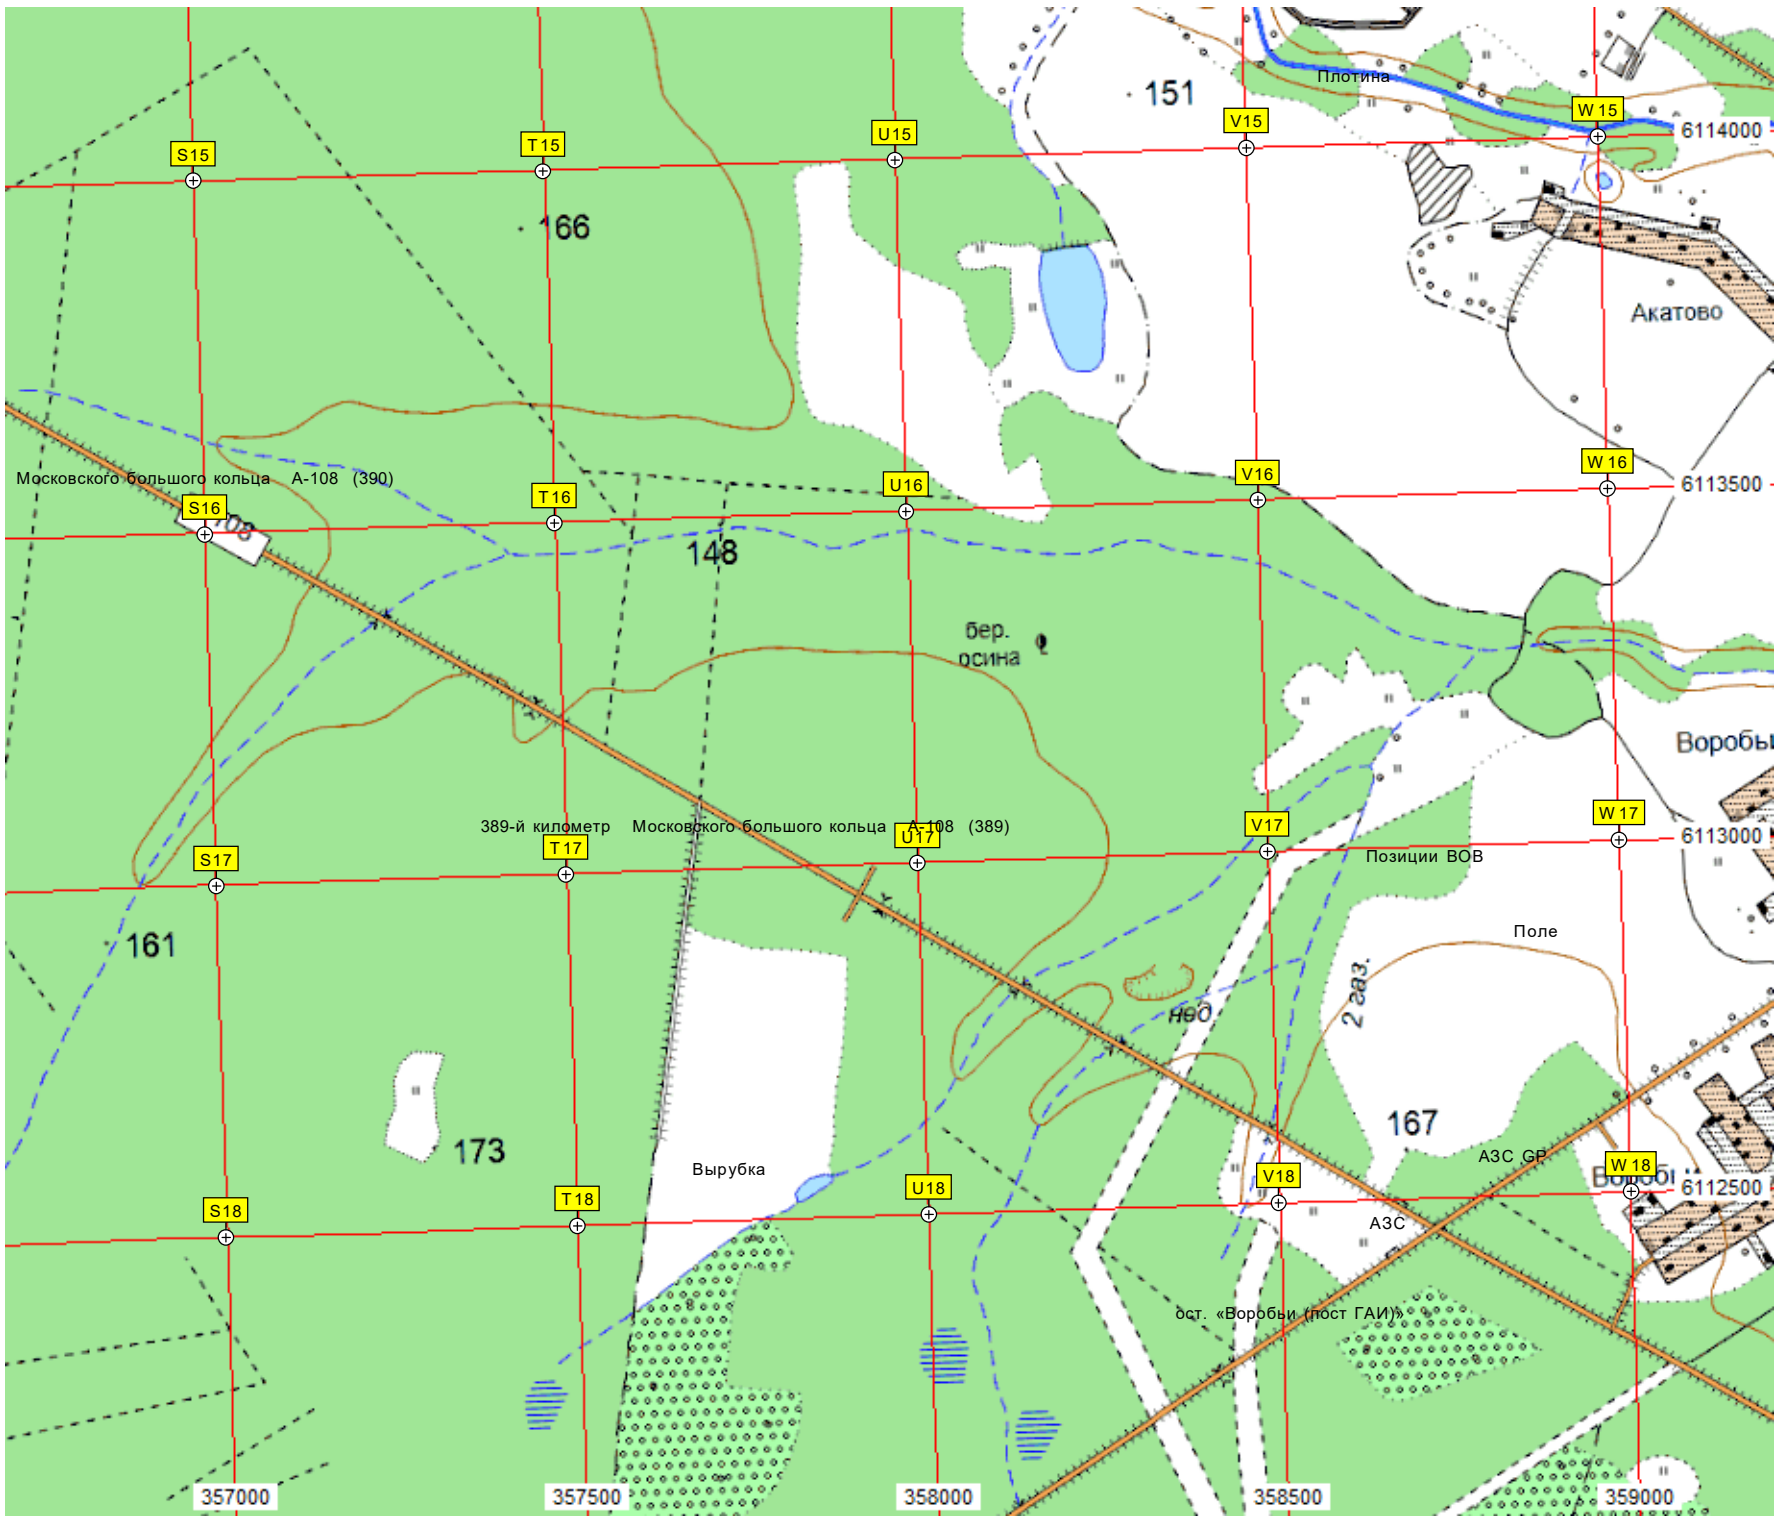 Плотина
151
S15
T15
U15
V15
W15
6114000
166
Акатово
Московского большого кольца А-108 (390)
S16
T16
U16
V16
W16
6113500
148
бер.
осина
Воробьи
389-й километр Московского большого кольца А-108 (389)
S17
T17
U17
V17
W17
6113000
Позиции ВОВ
161
Поле
2 газ.
нед
173
167
Вырубка
АЗС GP
S18
T18
U18
V18
W18
6112500
АЗС
ост. «Воробьи (пост ГАИ)»
357000
357500
358000
358500
359000